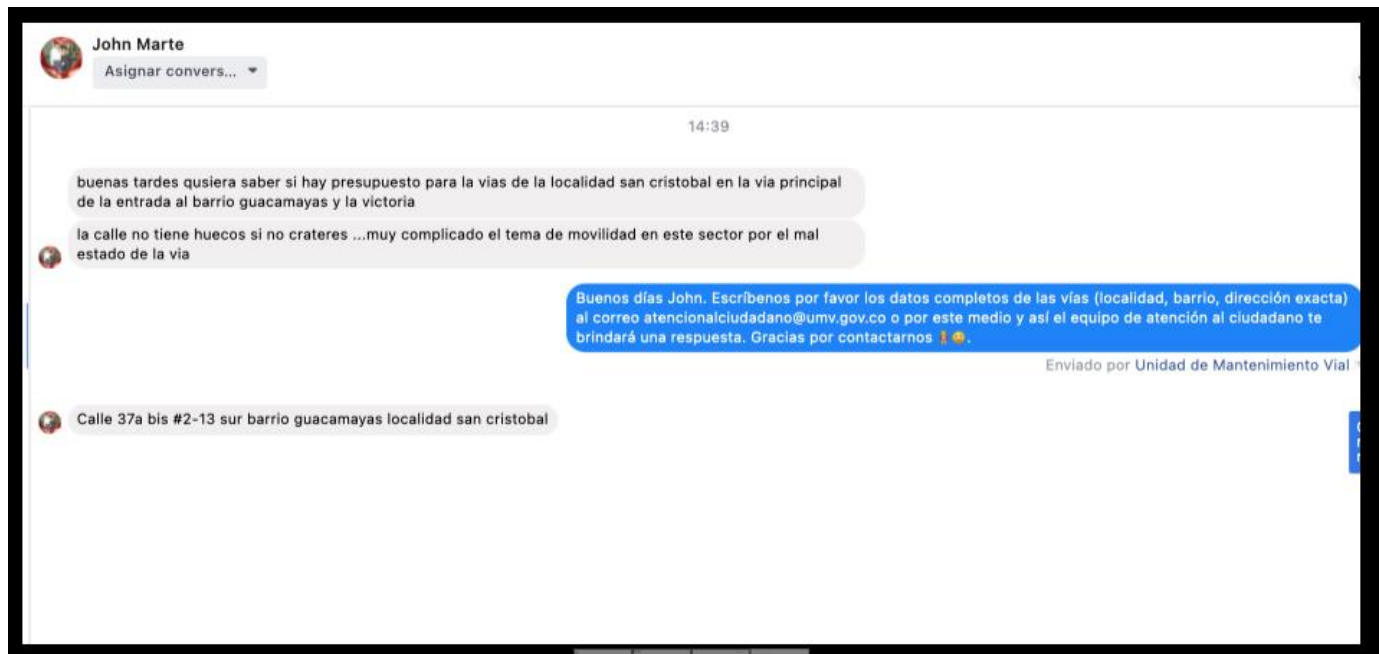 John Marte
Asignar convers...
14:39
buenas tardes qusiera saber si hay presupuesto para la vias de la localidad san cristobal en la via principal
de la entrada al barrio guacamayas y la victoria
la calle no tiene huecos si no crateres ...muy complicado el tema de movilidad en este sector por el mal
estado de la via
Buenos días John. Escríbenos por favor los datos completos de las vías (localidad, barrio, dirección exacta)
al correo atencionalciudadano@umv.gov.co o por este medio y así el equipo de atención al ciudadano te
brindará una respuesta. Gracias por contactarnos
Enviado por Unidad de Mantenimiento Vial
Calle 37a bis #2-13 sur barrio guacamayas localidad san cristobal